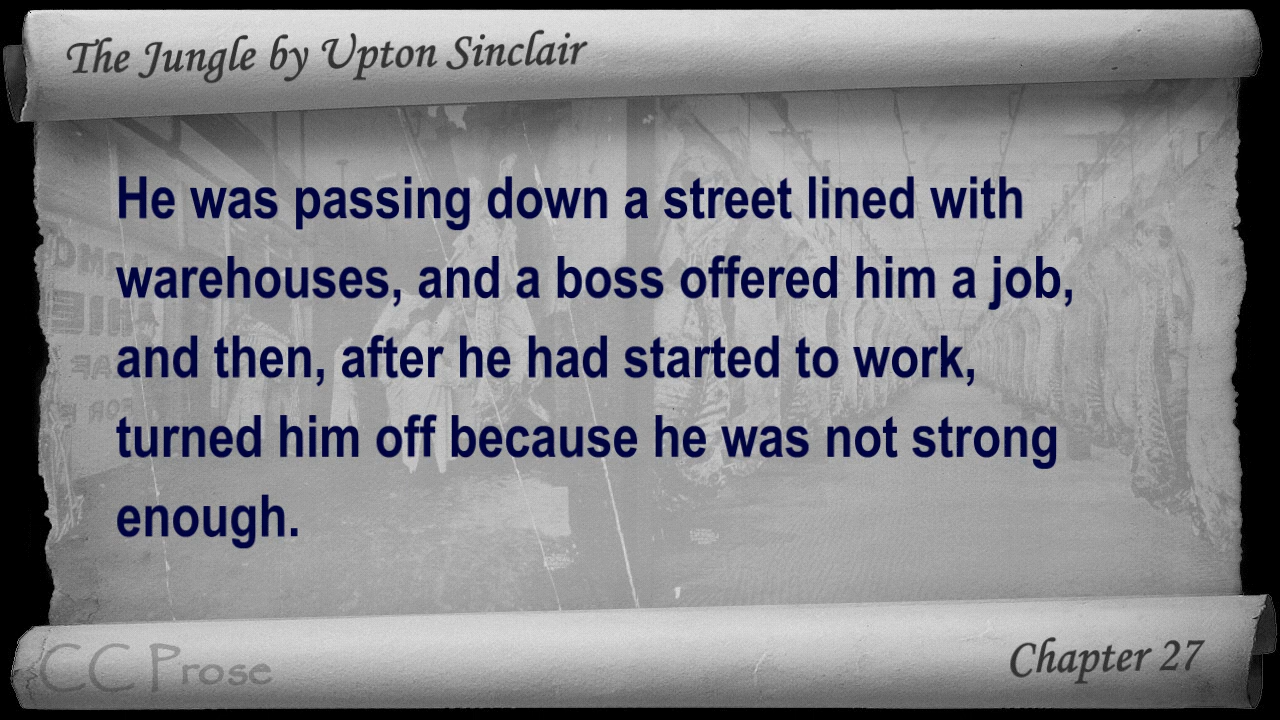 The Jungle by Upton Sinclair
He was passing down a street lined with
warehouses, and a boss offered him a job,
and then, after he had started to work,
turned him off because he was not strong
enough.
CC Prose
Chapter 27